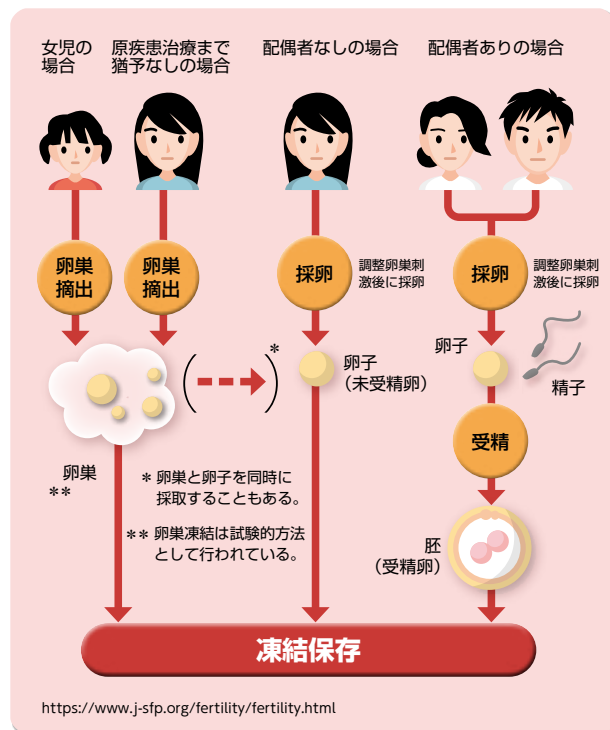 女児の
場合
原疾患治療まで
猶予なしの場合
配偶者なしの場合
配偶者ありの場合
卵巣
摘出
卵巣
摘出
採卵
調整卵巣刺
激後に採卵
採卵
調整卵巣刺
激後に採卵
*
卵子
（未受精卵）
卵子
精子
受精
卵巣
**
* 卵巣と卵子を同時に
採取することもある。
** 卵巣凍結は試験的方法
として行われている。
胚
（受精卵）
凍結保存
https://www.j-sfp.org/fertility/fertility.html